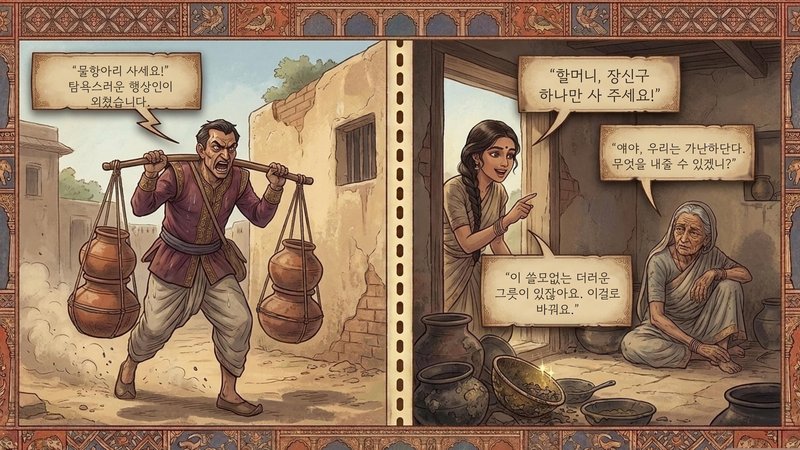 “물항아리 사세요!”
탐욕스러운 행상인이
외쳤습니다.
“할머니, 장신구
하나만 사 주세요!”
“얘야, 우리는 가난하단다.
무엇을 내줄 수 있겠니?”
“이 쓸모없는 더러운
그릇이 있잖아요. 이걸로
바꿔요.”